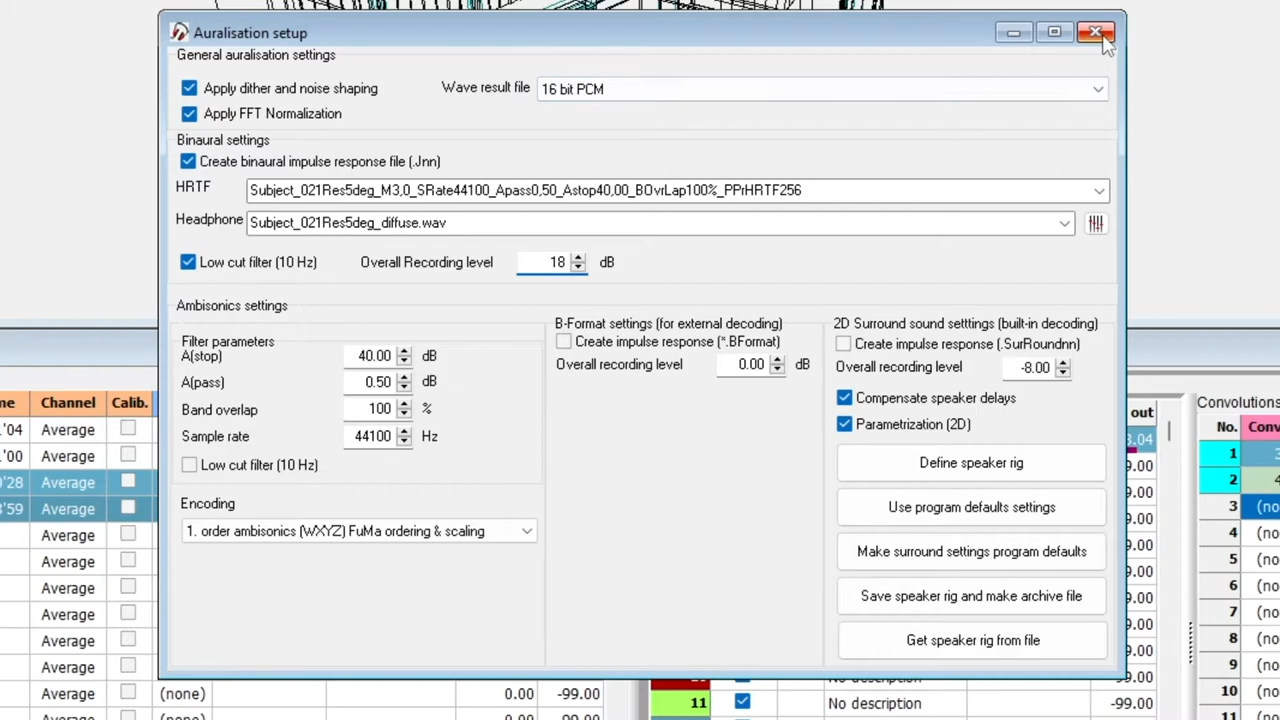 Auralisation setup
General auralisation settings
Apply dither and noise shaping
Wave result file
16 bit PCM
Apply FFT Normalization
Binaural settings
Create binaural impulse response file (.Jnn)
HRTF
Subject_021Res5deg_M3,0_SRate44100_Apass0,50_Astop40,00_BOvrLap100%_PPrHRTF256
Headphone
Subject_021Res5deg_diffuse.wav
Low cut filter (10 Hz)
Overall Recording level
18
dB
Ambisonics settings
Filter parameters
A(stop)
40.00
dB
A(pass)
0.50
dB
Band overlap
100
%
Sample rate
44100
Hz
Low cut filter (10 Hz)
Encoding
1. order ambisonics (WXYZ) FuMa ordering & scaling
B-Format settings (for external decoding)
Create impulse response (*.BFormat)
Overall recording level
0.00
dB
2D Surround sound setttings (built-in decoding)
Create impulse response (.SurRoundnn)
Overall recording level
-8.00
Compensate speaker delays
Parametrization (2D)
Define speaker rig
Use program defaults settings
Make surround settings program defaults
Save speaker rig and make archive file
Get speaker rig from file
Channel
Calib.
Average
Average
Average
Average
Average
Average
Average
Average
Average
Average
Average
(none)
0.00
-99.00
out
11
No description
-99.00
Convolutions
No.
1
2
3
4
5
6
7
8
9
10
11